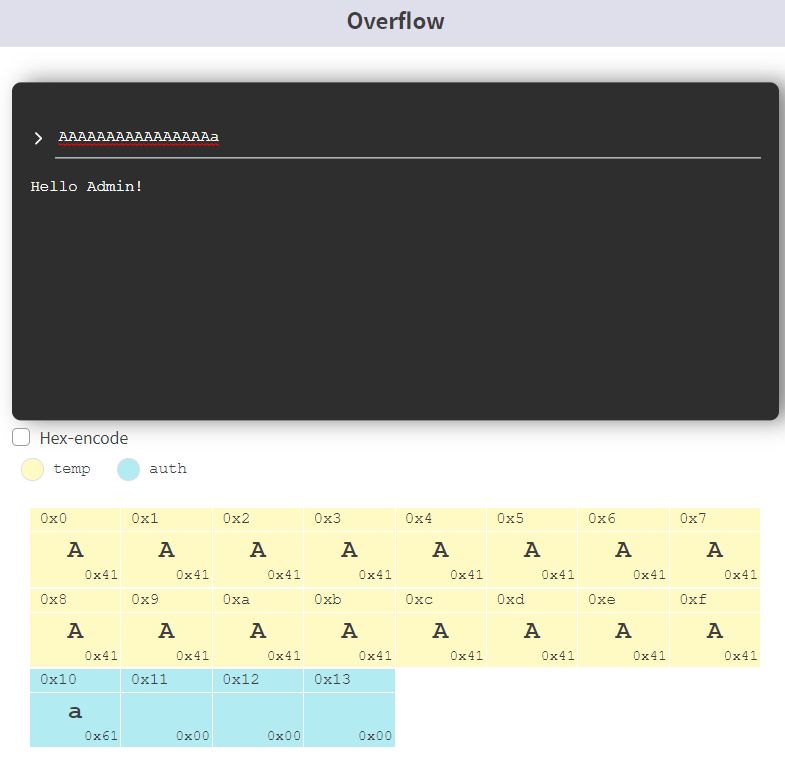 Overflow
AAAAAAAAAAAAAAAAa
Hello Admin!
Hex-encode
temp auth
0x0 0x1 0x2 0x3 0x4 0x5 0x6 0x7
A A A A A A A A
0x41 0x41 0x41 0x41 0x41 0x41 0x41 0x41
0x8 0x9 0xa 0xb 0xc 0xd 0xe 0xf
A A A A A A A A
0x41 0x41 0x41 0x41 0x41 0x41 0x41 0x41
0x10 0x11 0x12 0x13
a
0x61 0x00 0x00 0x00